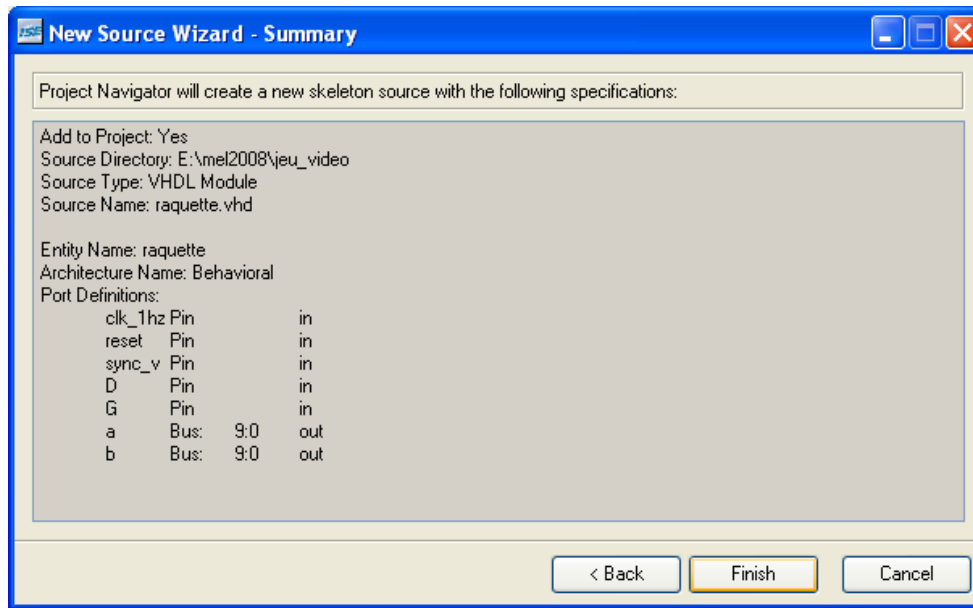 ISE New Source Wizard - Summary
Project Navigator will create a new skeleton source with the following specifications:
Add to Project: Yes
Source Directory: E:\mel2008\jeu_video
Source Type: VHDL Module
Source Name: raquette.vhd
Entity Name: raquette
Architecture Name: Behavioral
Port Definitions:
clk_1hz Pin in
reset Pin in
sync_v Pin in
D Pin in
G Pin in
a Bus: 9:0 out
b Bus: 9:0 out
< Back Finish Cancel